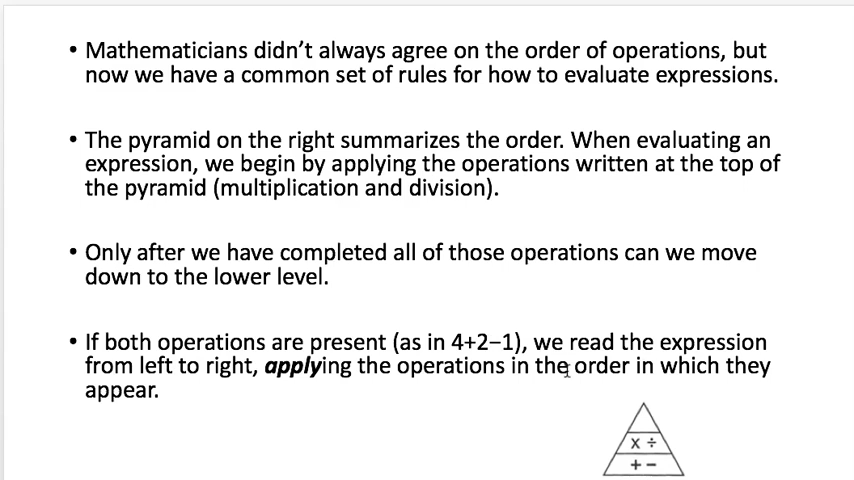 • Mathematicians didn’t always agree on the order of operations, but
now we have a common set of rules for how to evaluate expressions.
• The pyramid on the right summarizes the order. When evaluating an
expression, we begin by applying the operations written at the top of
the pyramid (multiplication and division).
• Only after we have completed all of those operations can we move
down to the lower level.
• If both operations are present (as in 4+2−1), we read the expression
from left to right, applying the operations in the order in which they
appear.
x ÷
+ −